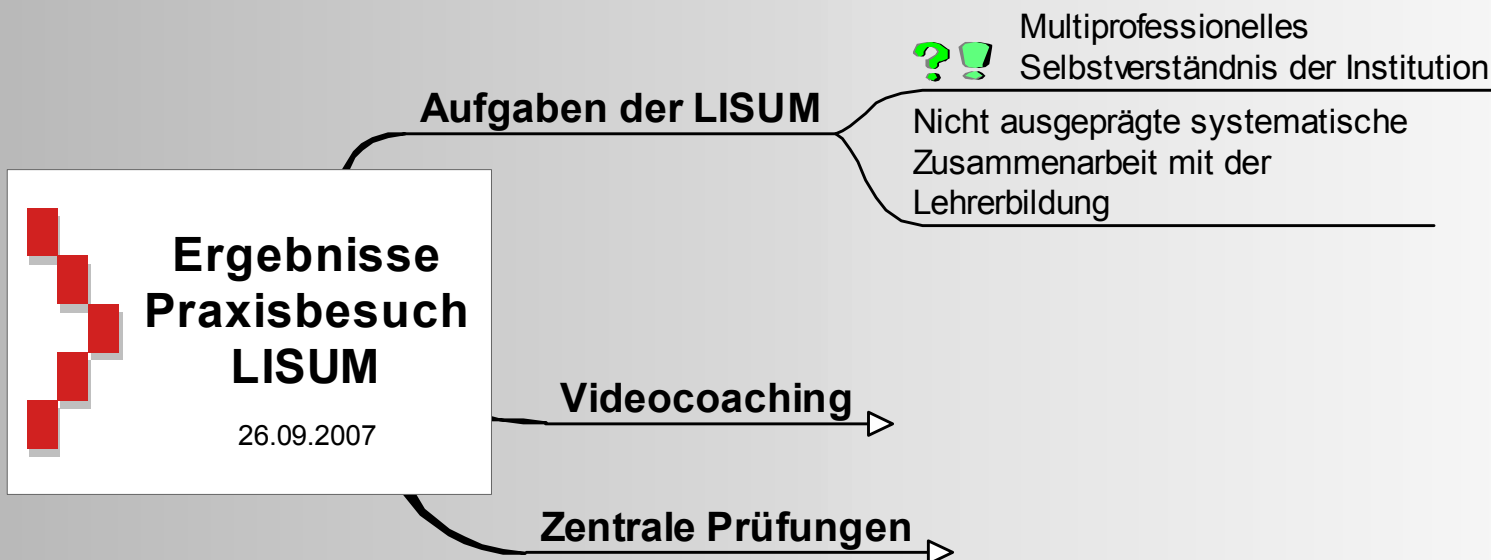 Ergebnisse
Praxisbesuch
LISUM
26.09.2007
Aufgaben der LISUM
? !
Multiprofessionelles
Selbstverständnis der Institution
Nicht ausgeprägte systematische
Zusammenarbeit mit der
Lehrerbildung
Videocoaching
Zentrale Prüfungen